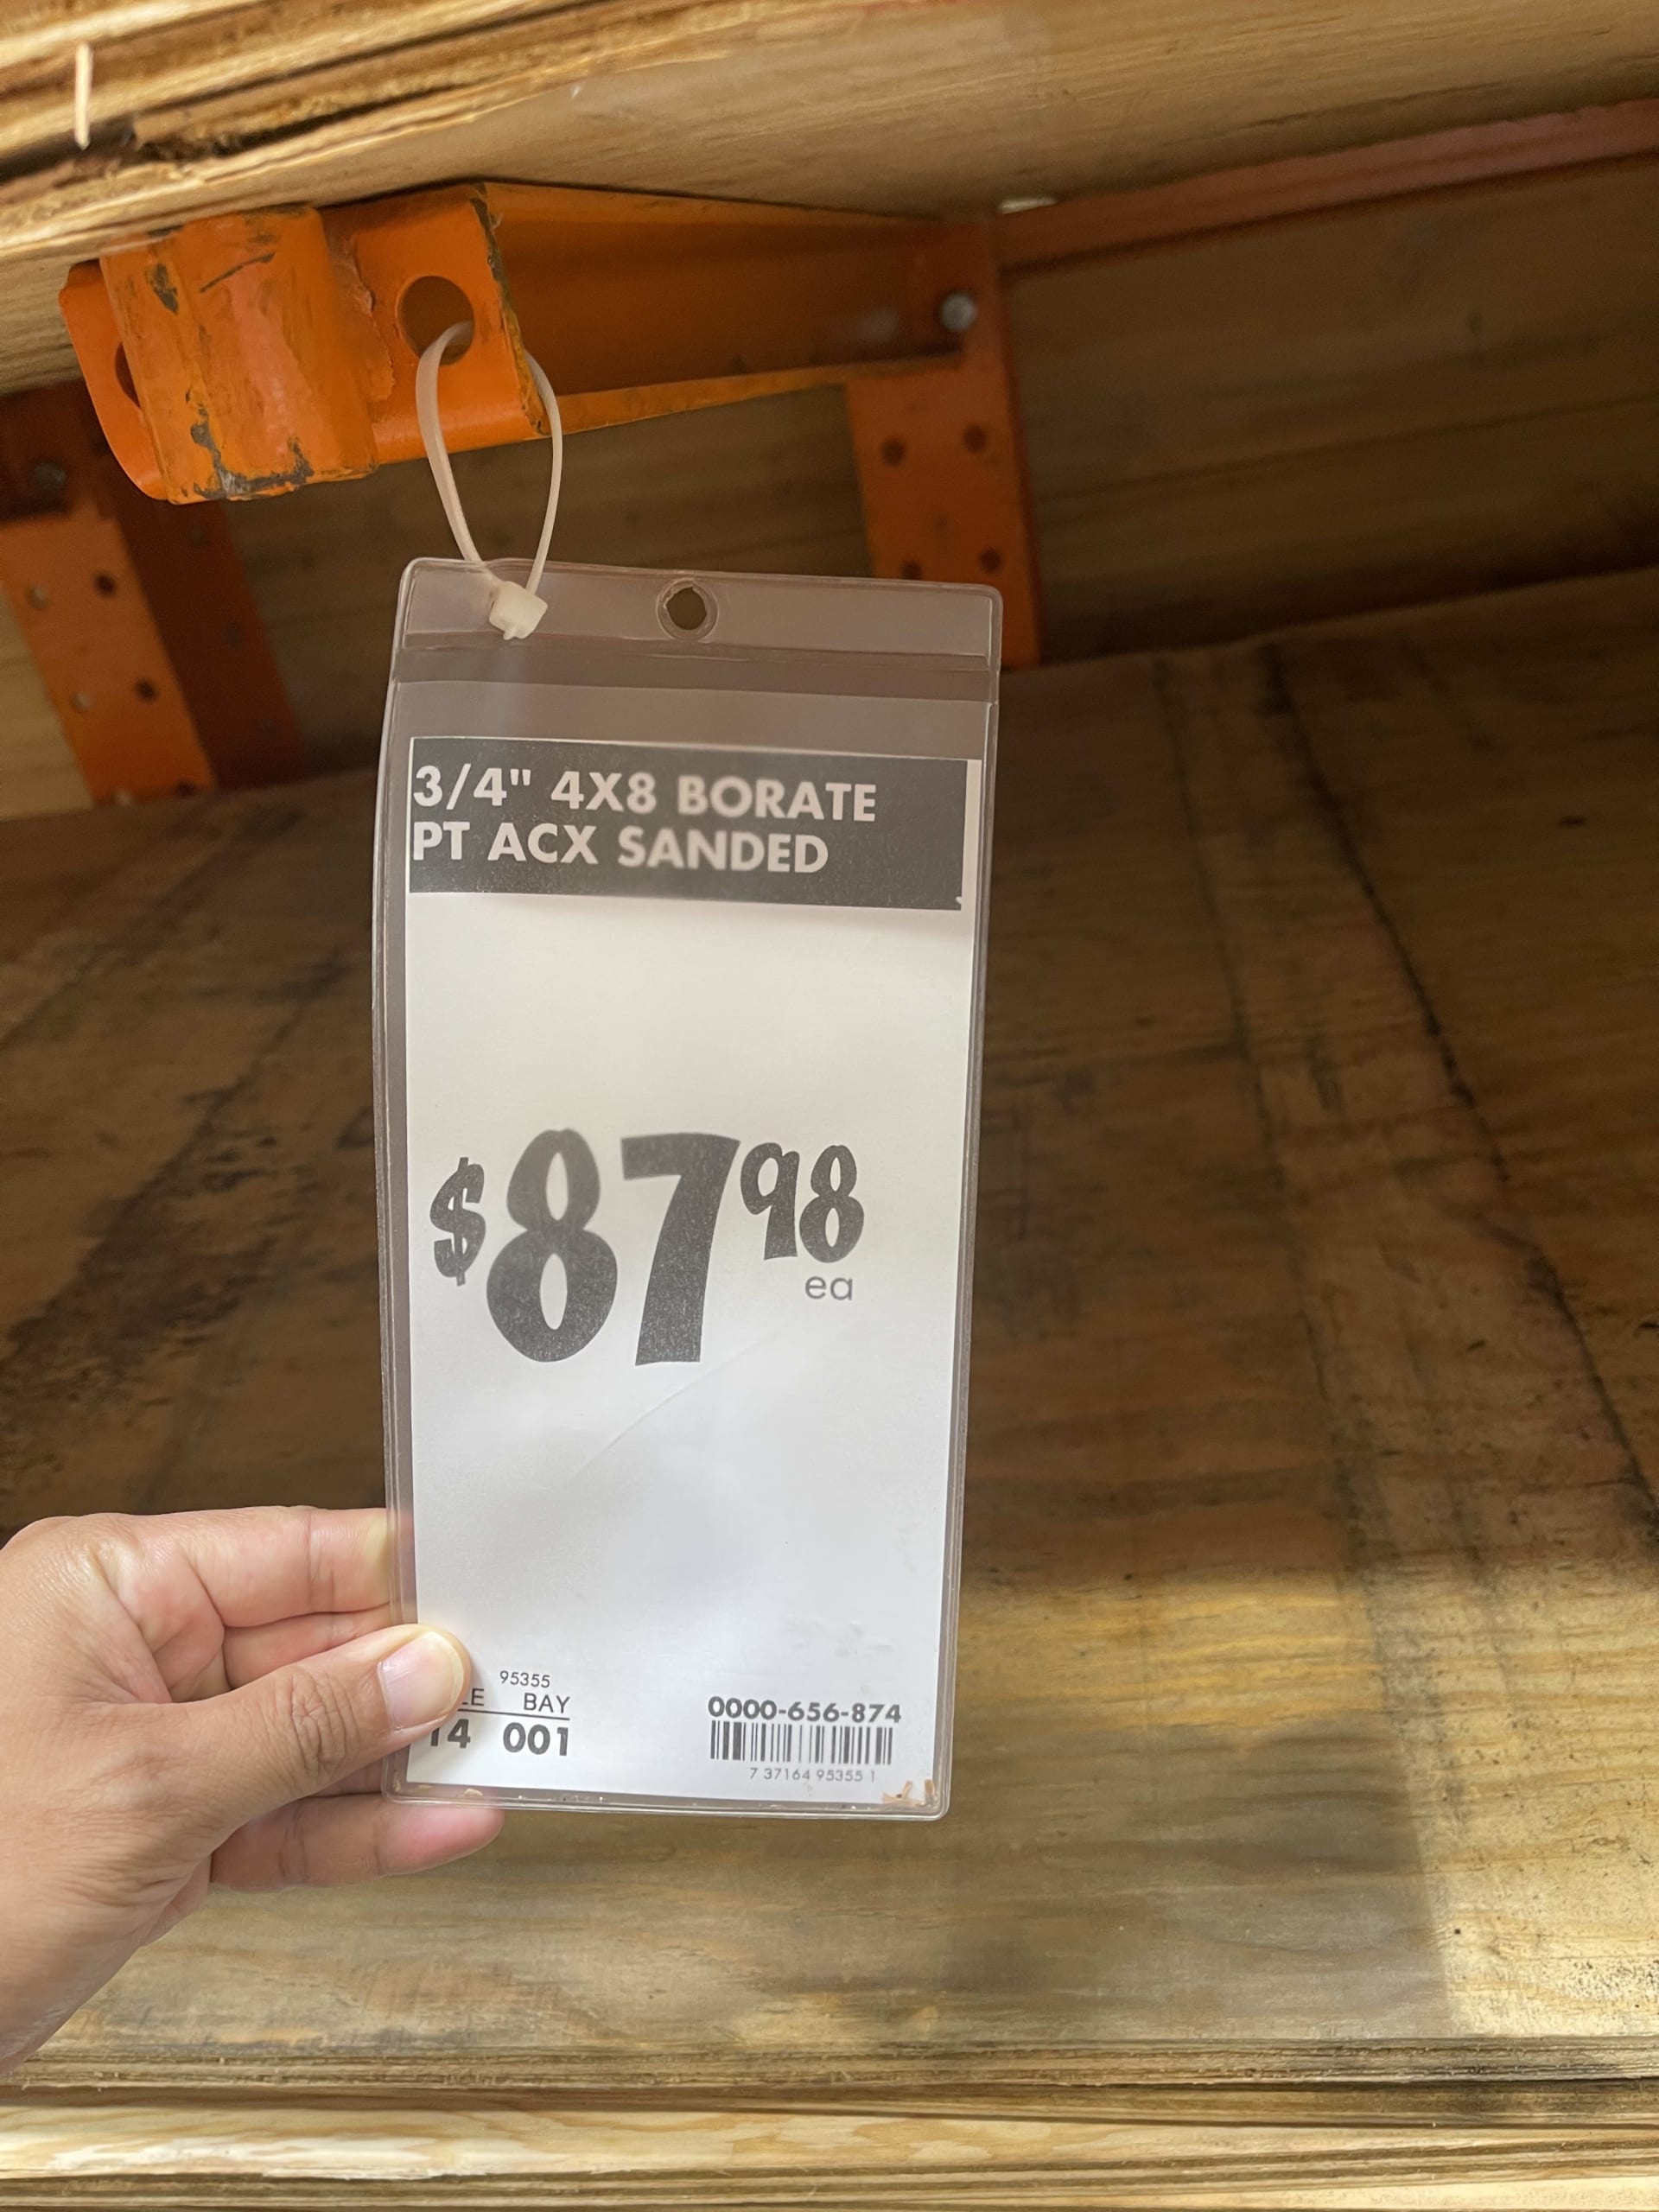 3/4" 4X8 BORATE
PT ACX SANDED
$87 98
ea
95355
BAY
14 001
0000-656-874
7 37164 95355 1